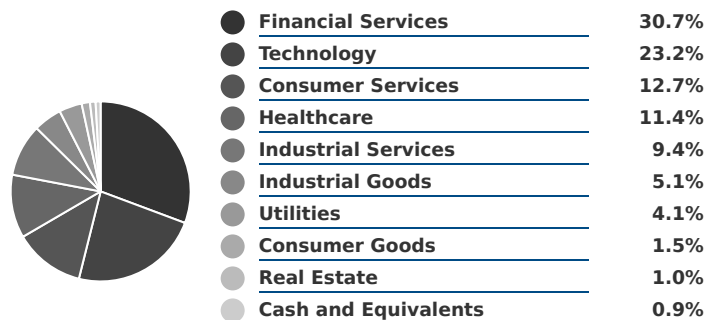 Financial Services 30.7%
Technology 23.2%
Consumer Services 12.7%
Healthcare 11.4%
Industrial Services 9.4%
Industrial Goods 5.1%
Utilities 4.1%
Consumer Goods 1.5%
Real Estate 1.0%
Cash and Equivalents 0.9%